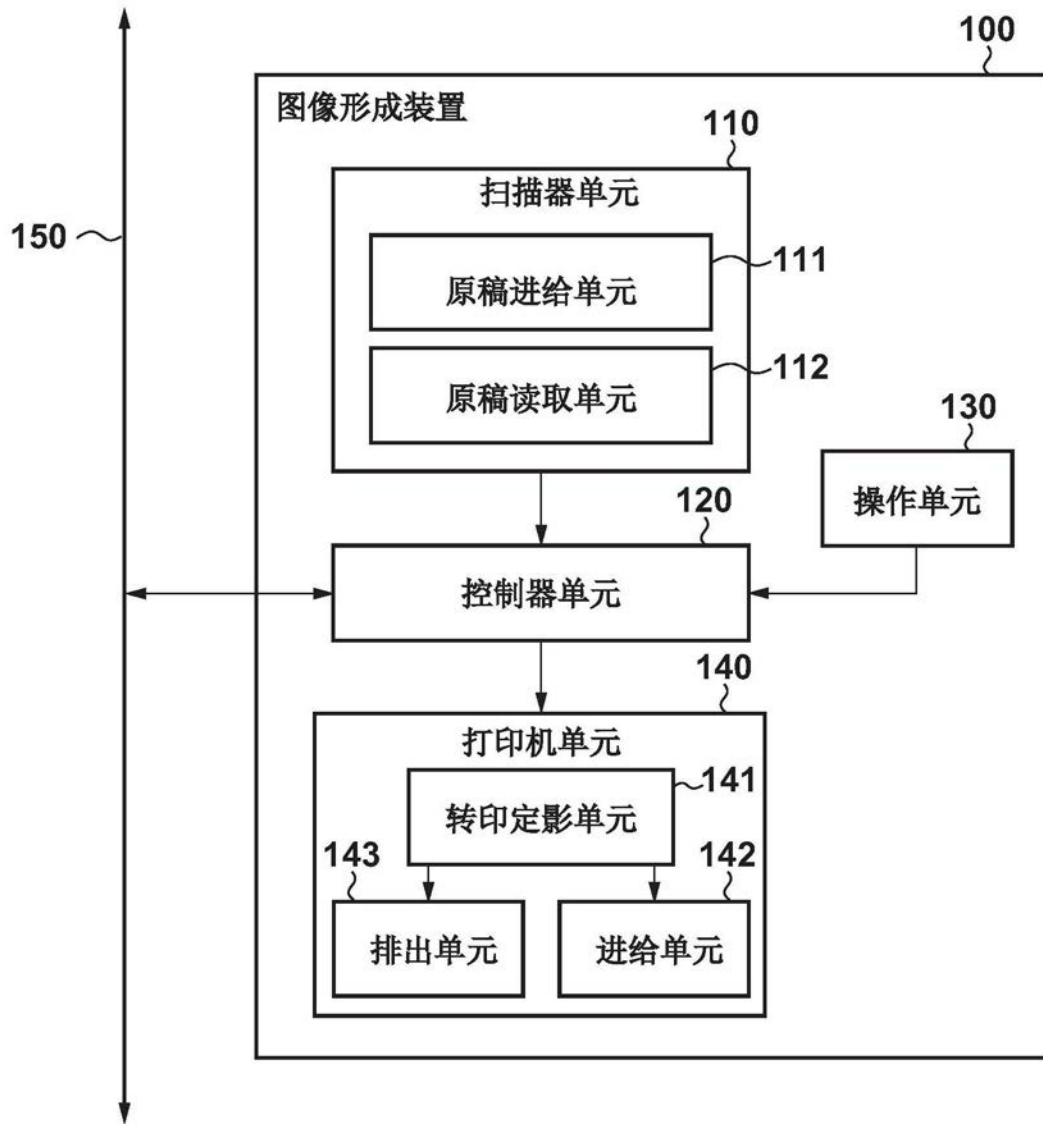 100
图像形成装置
110
扫描器单元
150
111
原稿进给单元
112
原稿读取单元
130
操作单元
120
控制器单元
140
打印机单元
141
转印定影单元
143
142
排出单元
进给单元